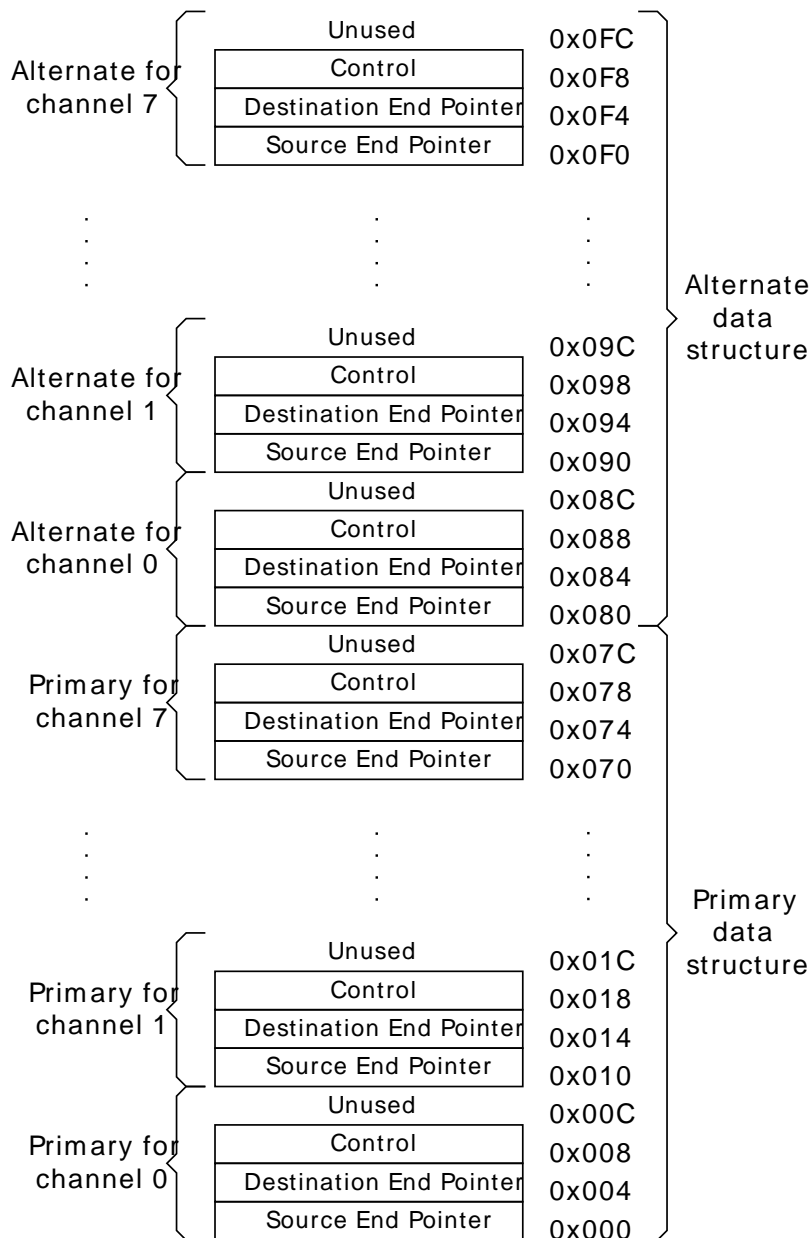 Unused 0x0FC
Alternate for channel 7
Control 0x0F8
Destination End Pointer 0x0F4
Source End Pointer 0x0F0
Alternate data structure
Unused 0x09C
Alternate for channel 1
Control 0x098
Destination End Pointer 0x094
Source End Pointer 0x090
Unused 0x08C
Alternate for channel 0
Control 0x088
Destination End Pointer 0x084
Source End Pointer 0x080
Unused 0x07C
Primary for channel 7
Control 0x078
Destination End Pointer 0x074
Source End Pointer 0x070
Primary data structure
Unused 0x01C
Primary for channel 1
Control 0x018
Destination End Pointer 0x014
Source End Pointer 0x010
Unused 0x00C
Primary for channel 0
Control 0x008
Destination End Pointer 0x004
Source End Pointer 0x000